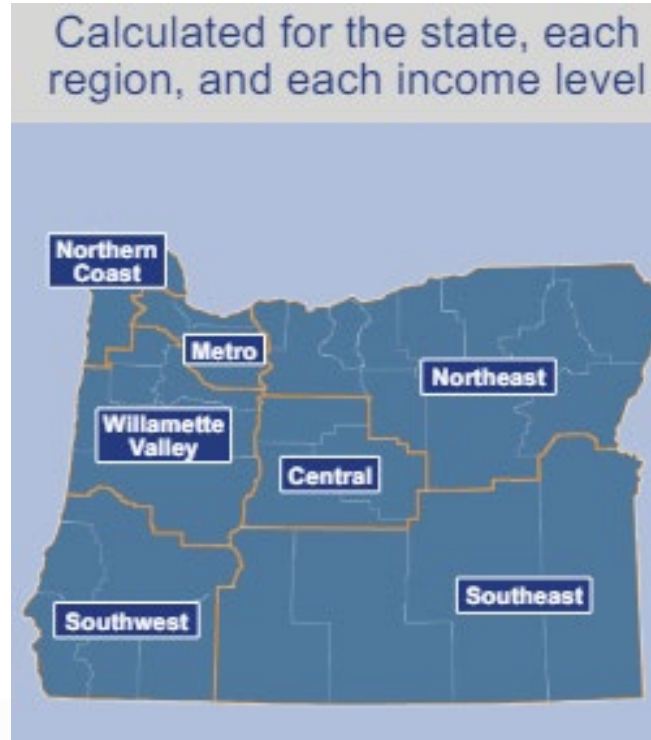 Calculated for the state, each
region, and each income level
Northern
Coast
Metro
Northeast
Willamette
Valley
Central
Southeast
Southwest